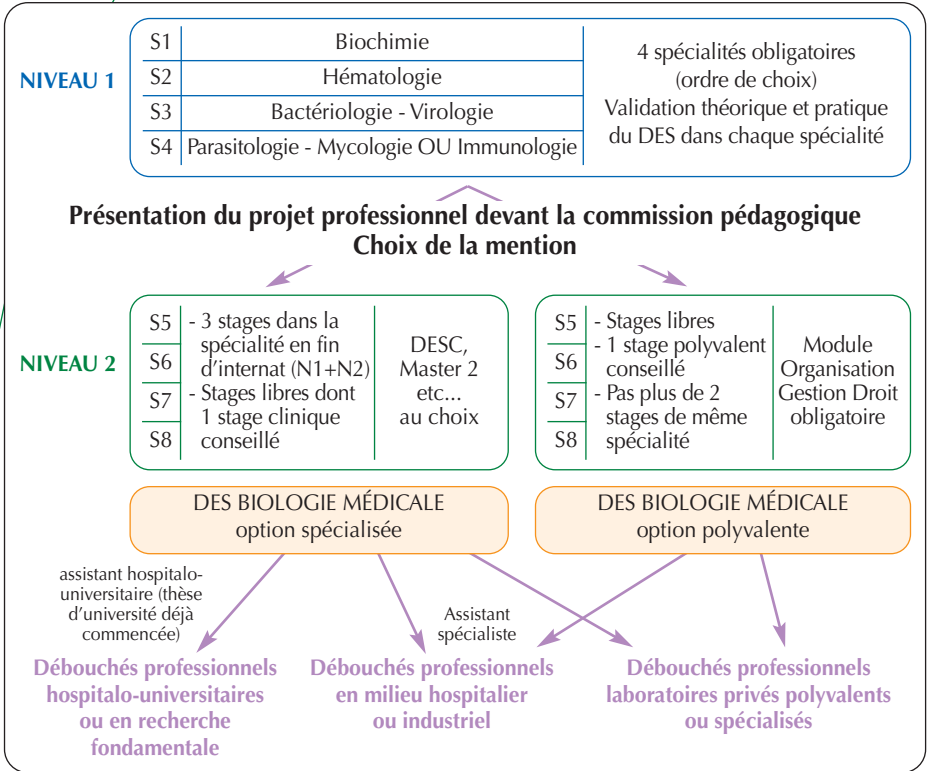 NIVEAU 1
S1 Biochimie
S2 Hématologie
S3 Bactériologie - Virologie
S4 Parasitologie - Mycologie OU Immunologie
4 spécialités obligatoires
(ordre de choix)
Validation théorique et pratique
du DES dans chaque spécialité
Présentation du projet professionnel devant la commission pédagogique
Choix de la mention
NIVEAU 2
S5
S6
S7
S8
- 3 stages dans la
spécialité en fin
d'internat (N1+N2)
- Stages libres dont
1 stage clinique
conseillé
DESC,
Master 2
etc...
au choix
S5
S6
S7
S8
- Stages libres
- 1 stage polyvalent
conseillé
- Pas plus de 2
stages de même
spécialité
Module
Organisation
Gestion Droit
obligatoire
DES BIOLOGIE MÉDICALE
option spécialisée
DES BIOLOGIE MÉDICALE
option polyvalente
assistant hospitalo-
universitaire (thèse
d'université déjà
commencée)
Assistant
spécialiste
Débouchés professionnels
hospitalo-universitaires
ou en recherche
fondamentale
Débouchés professionnels
en milieu hospitalier
ou industriel
Débouchés professionnels
laboratoires privés polyvalents
ou spécialisés